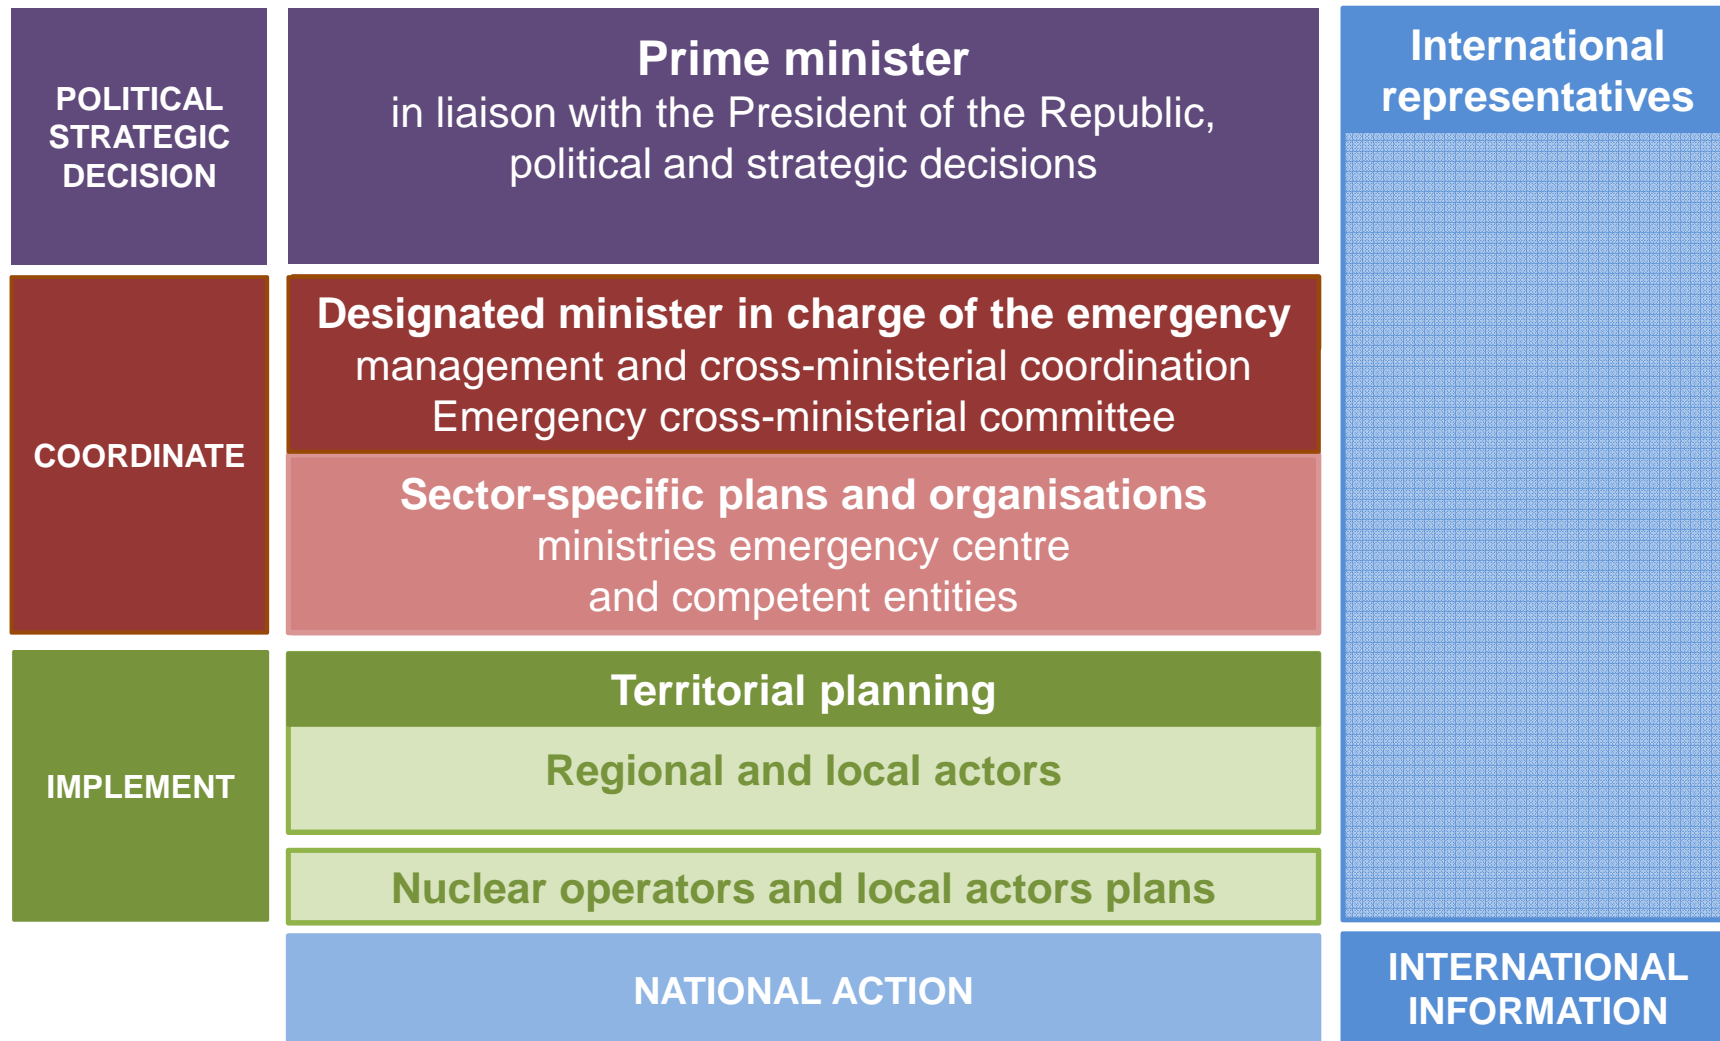 POLITICAL
STRATEGIC
DECISION
Prime minister
in liaison with the President of the Republic,
political and strategic decisions
International
representatives
COORDINATE
Designated minister in charge of the emergency
management and cross-ministerial coordination
Emergency cross-ministerial committee
Sector-specific plans and organisations
ministries emergency centre
and competent entities
IMPLEMENT
Territorial planning
Regional and local actors
Nuclear operators and local actors plans
NATIONAL ACTION
INTERNATIONAL
INFORMATION